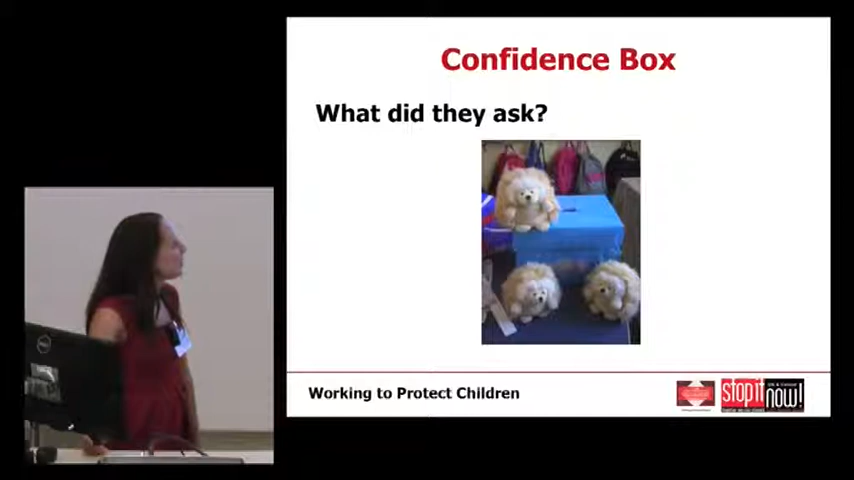 Confidence Box
What did they ask?
Working to Protect Children
stop it
now!